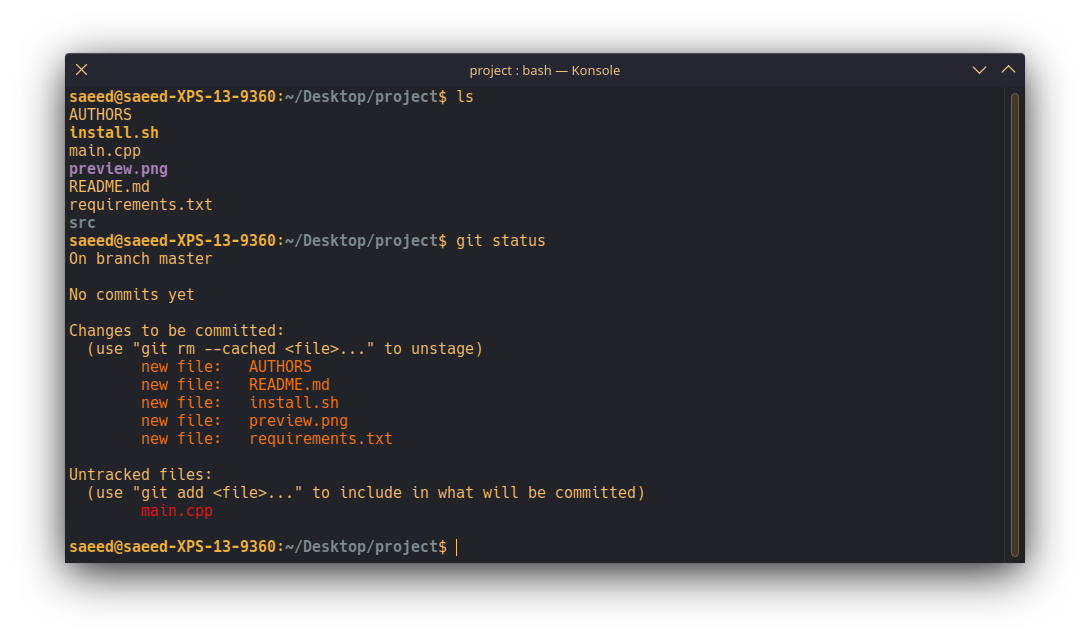 project : bash — Konsole
saeed@saeed-XPS-13-9360:~/Desktop/project$ ls
AUTHORS
install.sh
main.cpp
preview.png
README.md
requirements.txt
src
saeed@saeed-XPS-13-9360:~/Desktop/project$ git status
On branch master

No commits yet

Changes to be committed:
  (use "git rm --cached <file>..." to unstage)
        new file:   AUTHORS
        new file:   README.md
        new file:   install.sh
        new file:   preview.png
        new file:   requirements.txt

Untracked files:
  (use "git add <file>..." to include in what will be committed)
        main.cpp

saeed@saeed-XPS-13-9360:~/Desktop/project$